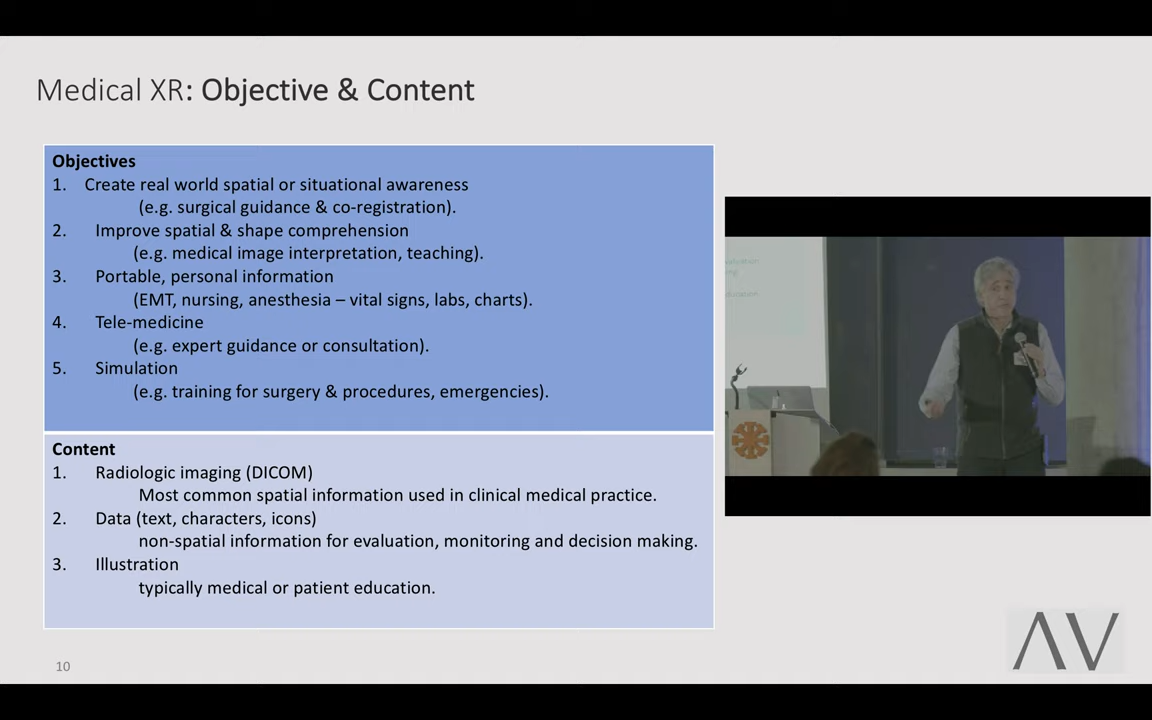 Medical XR: Objective & Content
Objectives
1. Create real world spatial or situational awareness
(e.g. surgical guidance & co-registration).
2. Improve spatial & shape comprehension
(e.g. medical image interpretation, teaching).
3. Portable, personal information
(EMT, nursing, anesthesia – vital signs, labs, charts).
4. Tele-medicine
(e.g. expert guidance or consultation).
5. Simulation
(e.g. training for surgery & procedures, emergencies).
Content
1. Radiologic imaging (DICOM)
Most common spatial information used in clinical medical practice.
2. Data (text, characters, icons)
non-spatial information for evaluation, monitoring and decision making.
3. Illustration
typically medical or patient education.
10
AV